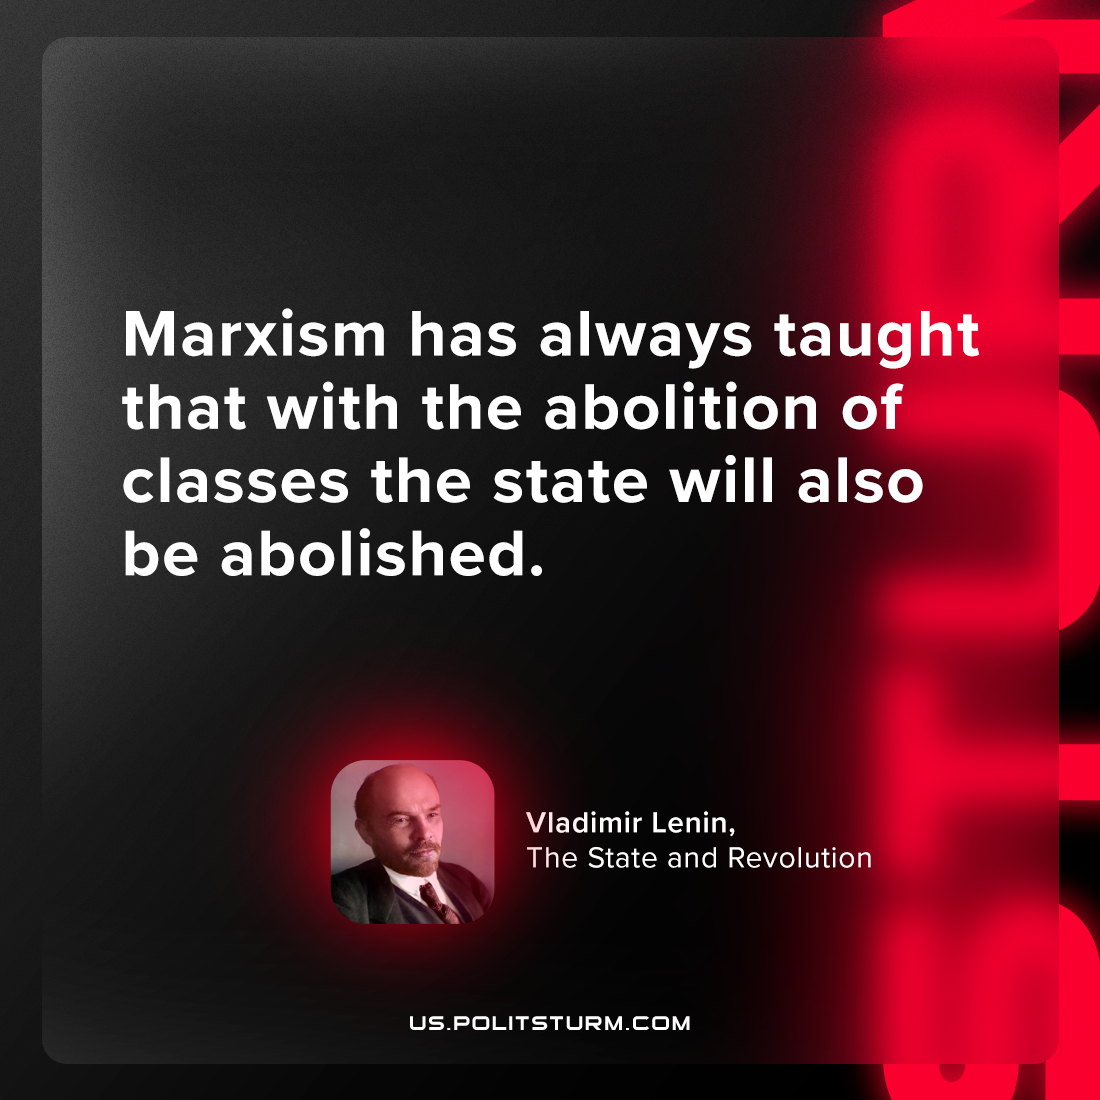 Marxism has always taught
that with the abolition of
classes the state will also
be abolished.
Vladimir Lenin,
The State and Revolution
US.POLITSTURM.COM